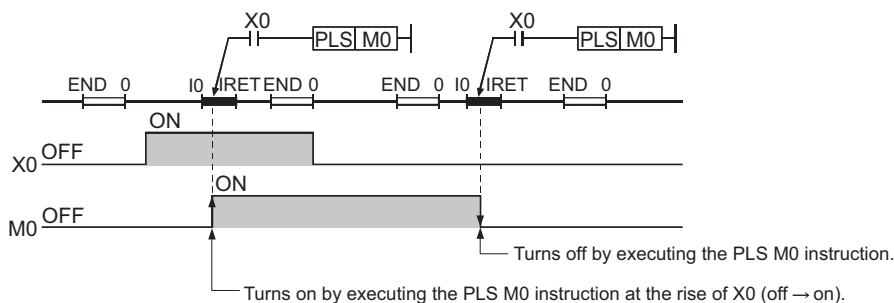 X0 X0
PLS M0 PLS M0
END 0 I0 IRET END 0 END 0 I0 IRET END 0
ON
X0 OFF
ON
M0 OFF
Turns off by executing the PLS M0 instruction.
Turns on by executing the PLS M0 instruction at the rise of X0 (off → on).